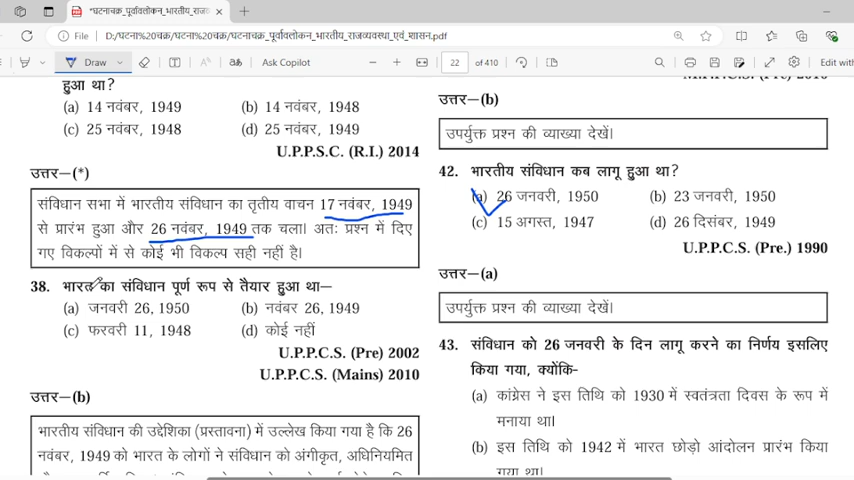 *घटनाचक्र_पूर्वावलोकन_भारतीय_राजव्य
D:/घटना चक्र/घटना चक्र/घटनाचक्र_पूर्वावलोकन_भारतीय_राजव्यवस्था_एवं_शासन.pdf
Draw
Ask Copilot
22 of 410
Edit with
हुआ था?
(a) 14 नवंबर, 1949 (b) 14 नवंबर, 1948
(c) 25 नवंबर, 1948 (d) 25 नवंबर, 1949
U.P.P.S.C. (R.I.) 2014
उत्तर–(*)
संविधान सभा में भारतीय संविधान का तृतीय वाचन 17 नवंबर, 1949
से प्रारंभ हुआ और 26 नवंबर, 1949 तक चला। अतः प्रश्न में दिए
गए विकल्पों में से कोई भी विकल्प सही नहीं है।
38. भारत का संविधान पूर्ण रूप से तैयार हुआ था–
(a) जनवरी 26, 1950 (b) नवंबर 26, 1949
(c) फरवरी 11, 1948 (d) कोई नहीं
U.P.P.C.S. (Pre) 2002
U.P.P.C.S. (Mains) 2010
उत्तर–(b)
भारतीय संविधान की उद्देशिका (प्रस्तावना) में उल्लेख किया गया है कि 26
नवंबर, 1949 को भारत के लोगों ने संविधान को अंगीकृत, अधिनियमित
M.P.P.C.S. (Pre) 2010
उत्तर–(b)
उपर्युक्त प्रश्न की व्याख्या देखें।
42. भारतीय संविधान कब लागू हुआ था?
(a) 26 जनवरी, 1950 (b) 23 जनवरी, 1950
(c) 15 अगस्त, 1947 (d) 26 दिसंबर, 1949
U.P.P.C.S. (Pre.) 1990
उत्तर–(a)
उपर्युक्त प्रश्न की व्याख्या देखें।
43. संविधान को 26 जनवरी के दिन लागू करने का निर्णय इसलिए
किया गया, क्योंकि-
(a) कांग्रेस ने इस तिथि को 1930 में स्वतंत्रता दिवस के रूप में
मनाया था।
(b) इस तिथि को 1942 में भारत छोड़ो आंदोलन प्रारंभ किया
गया था।